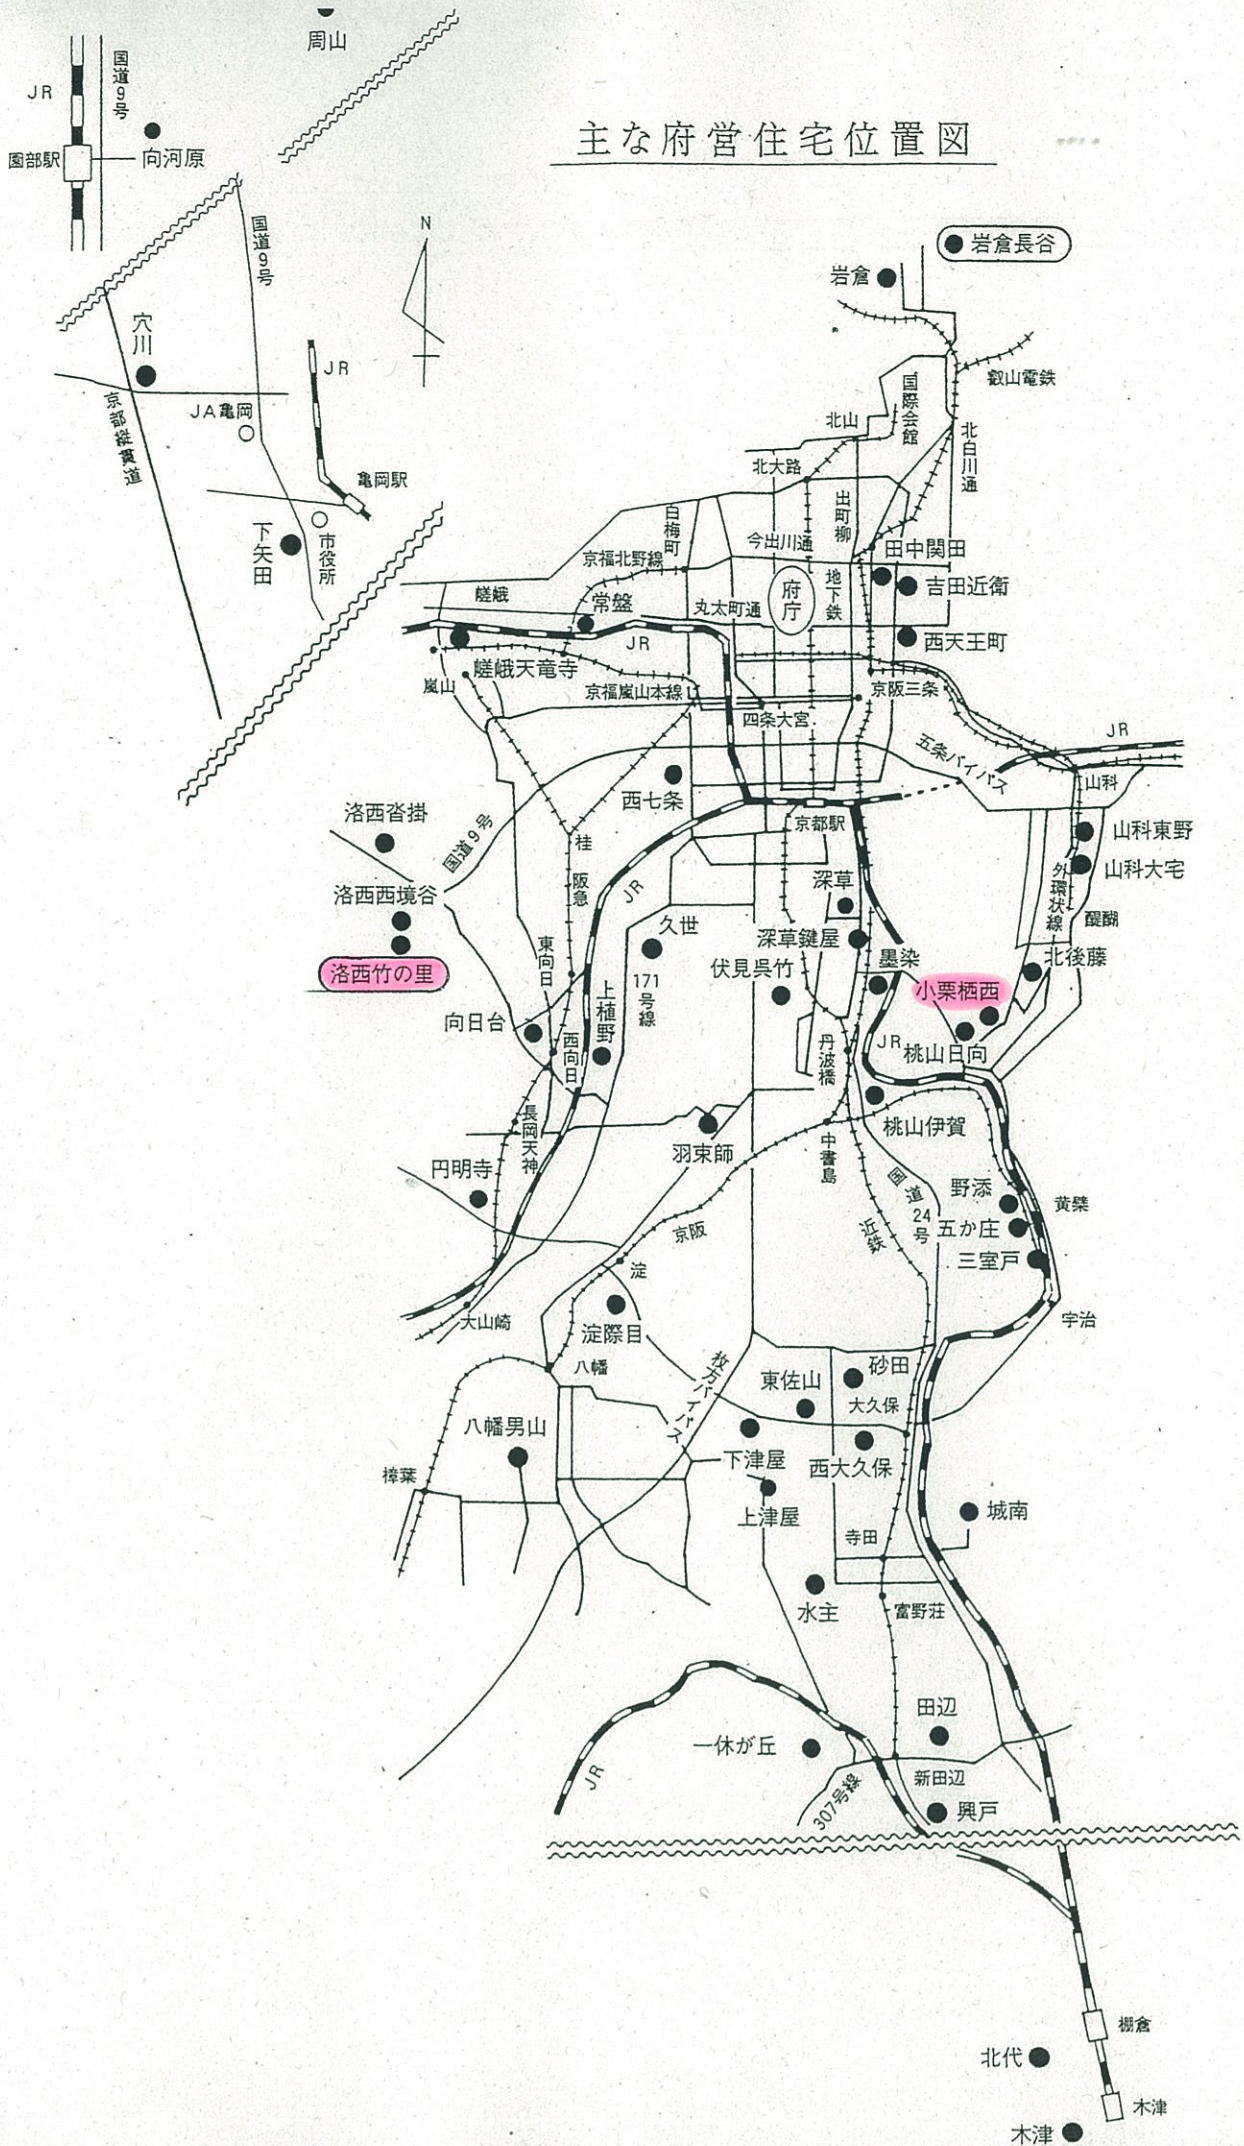 主な府営住宅位置図
周山
JR
国道9号
園部駅
向河原
国道9号
N
穴川
JR
JA亀岡
京都縦貫道
亀岡駅
下矢田
市役所
岩倉長谷
岩倉
叡山電鉄
国際会館
北山
北白川通
北大路
出町柳
白梅町
今出川通
田中関田
京福北野線
府庁
地下鉄
吉田近衛
嵯峨
常盤
丸太町通
JR
西天王町
嵯峨天竜寺
嵐山
京福嵐山本線
京阪三条
四条大宮
五条バイパス
JR
山科
西七条
洛西沓掛
国道9号
京都駅
桂
山科東野
洛西西境谷
阪急
JR
深草
山科大宅
外環状線
醍醐
久世
深草鍵屋
墨染
北後藤
洛西竹の里
東向日
171号線
伏見呉竹
小栗栖西
向日台
上植野
西向日
丹波橋
JR
桃山日向
長岡天神
桃山伊賀
羽束師
中書島
円明寺
国道24号
野添
黄檗
五か庄
京阪
近鉄
三室戸
淀
大山崎
淀際目
宇治
八幡
枚方バイパス
砂田
東佐山
大久保
八幡男山
下津屋
西大久保
樟葉
上津屋
城南
寺田
水主
富野荘
田辺
一休が丘
JR
新田辺
307号線
興戸
棚倉
北代
木津
木津